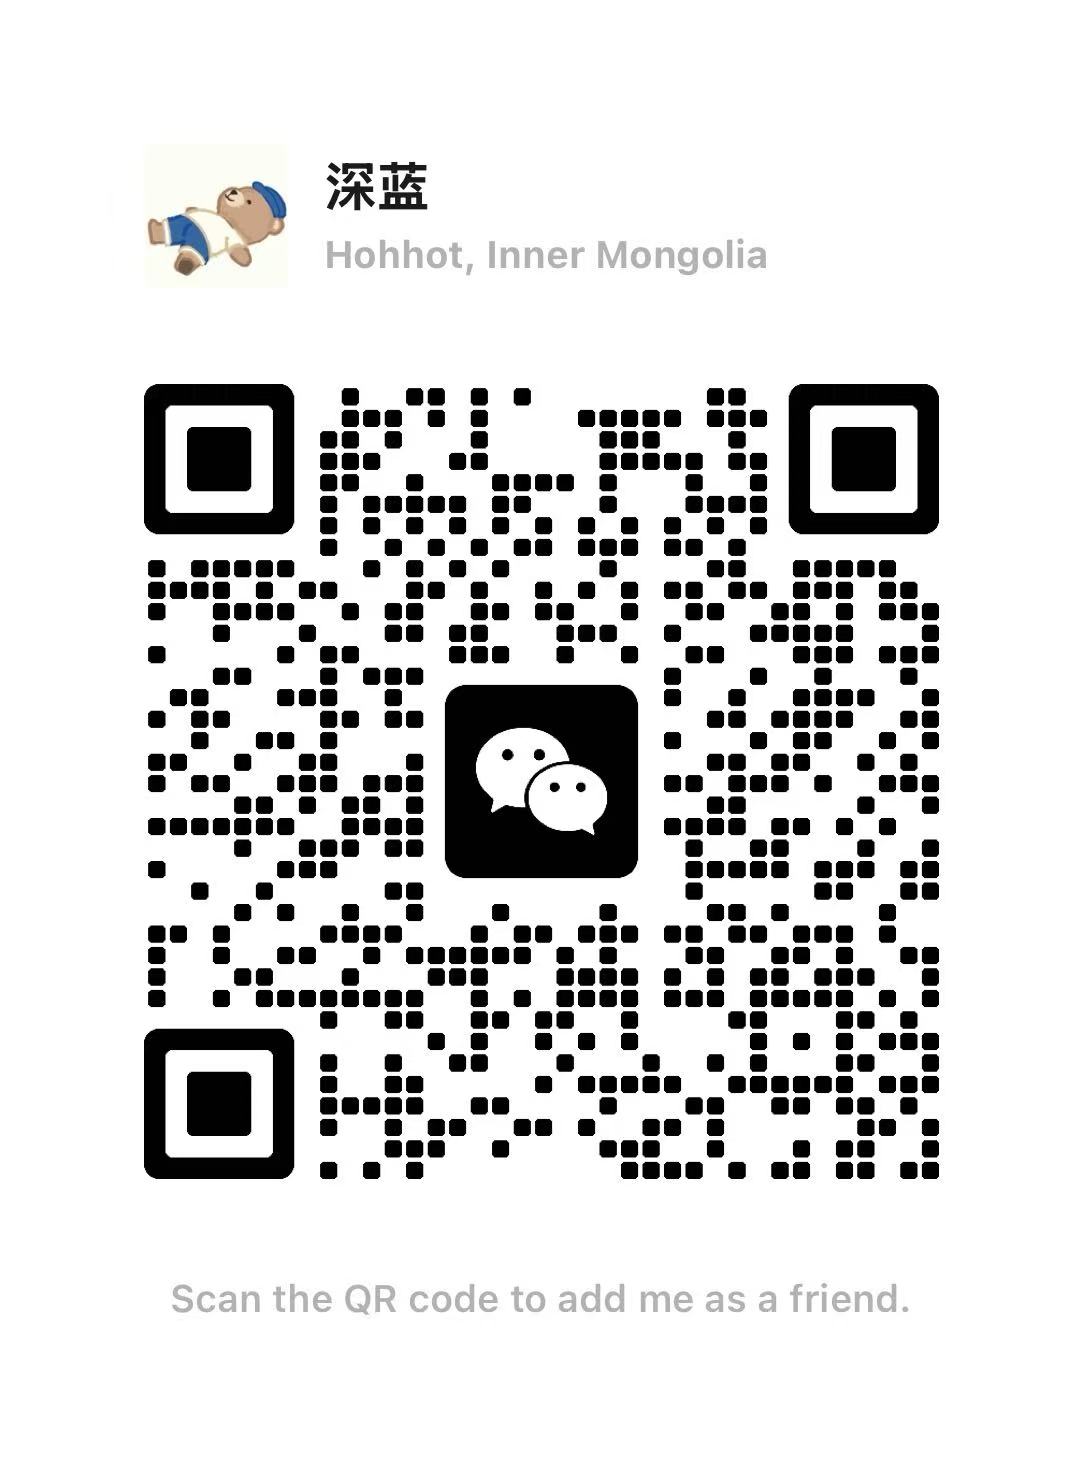 深蓝
Hohhot, Inner Mongolia
Scan the QR code to add me as a friend.